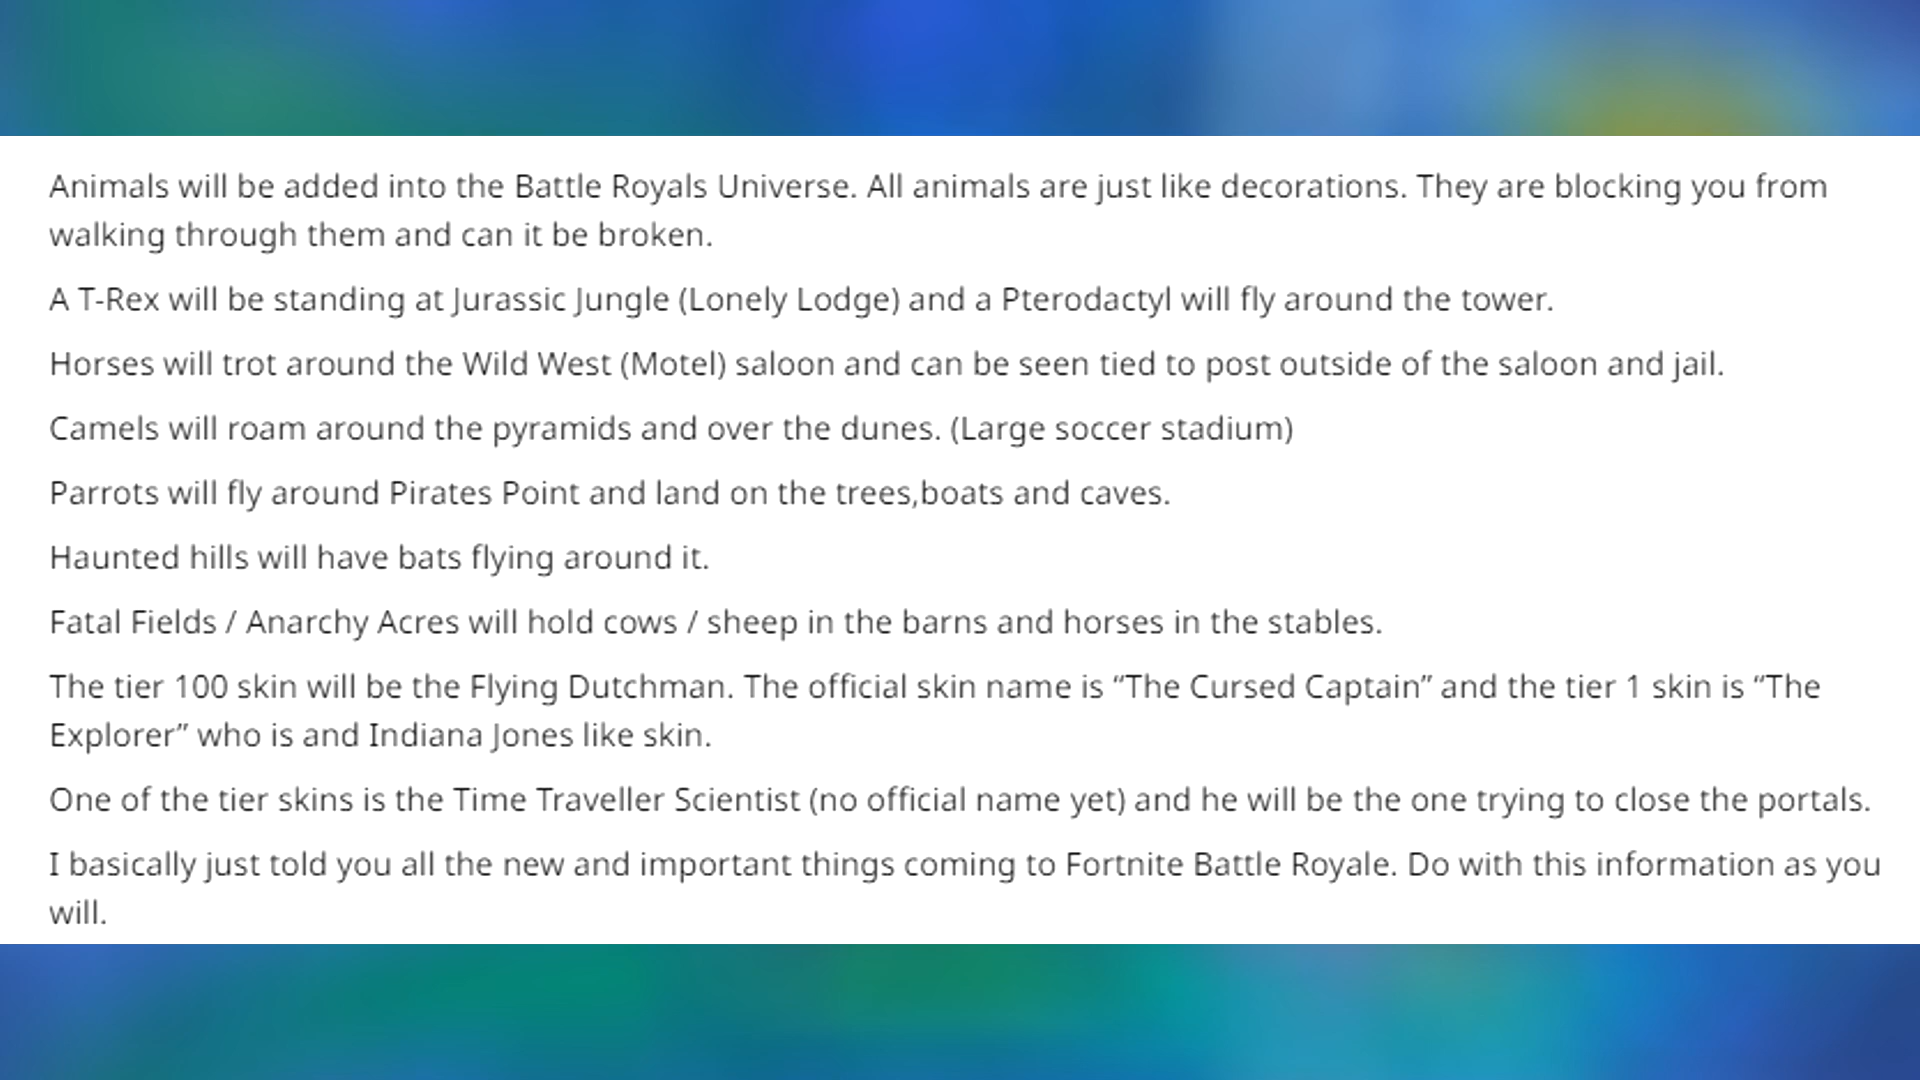 Animals will be added into the Battle Royals Universe. All animals are just like decorations. They are blocking you from
walking through them and can it be broken.
A T-Rex will be standing at Jurassic Jungle (Lonely Lodge) and a Pterodactyl will fly around the tower.
Horses will trot around the Wild West (Motel) saloon and can be seen tied to post outside of the saloon and jail.
Camels will roam around the pyramids and over the dunes. (Large soccer stadium)
Parrots will fly around Pirates Point and land on the trees,boats and caves.
Haunted hills will have bats flying around it.
Fatal Fields / Anarchy Acres will hold cows / sheep in the barns and horses in the stables.
The tier 100 skin will be the Flying Dutchman. The official skin name is “The Cursed Captain” and the tier 1 skin is “The
Explorer” who is and Indiana Jones like skin.
One of the tier skins is the Time Traveller Scientist (no official name yet) and he will be the one trying to close the portals.
I basically just told you all the new and important things coming to Fortnite Battle Royale. Do with this information as you
will.